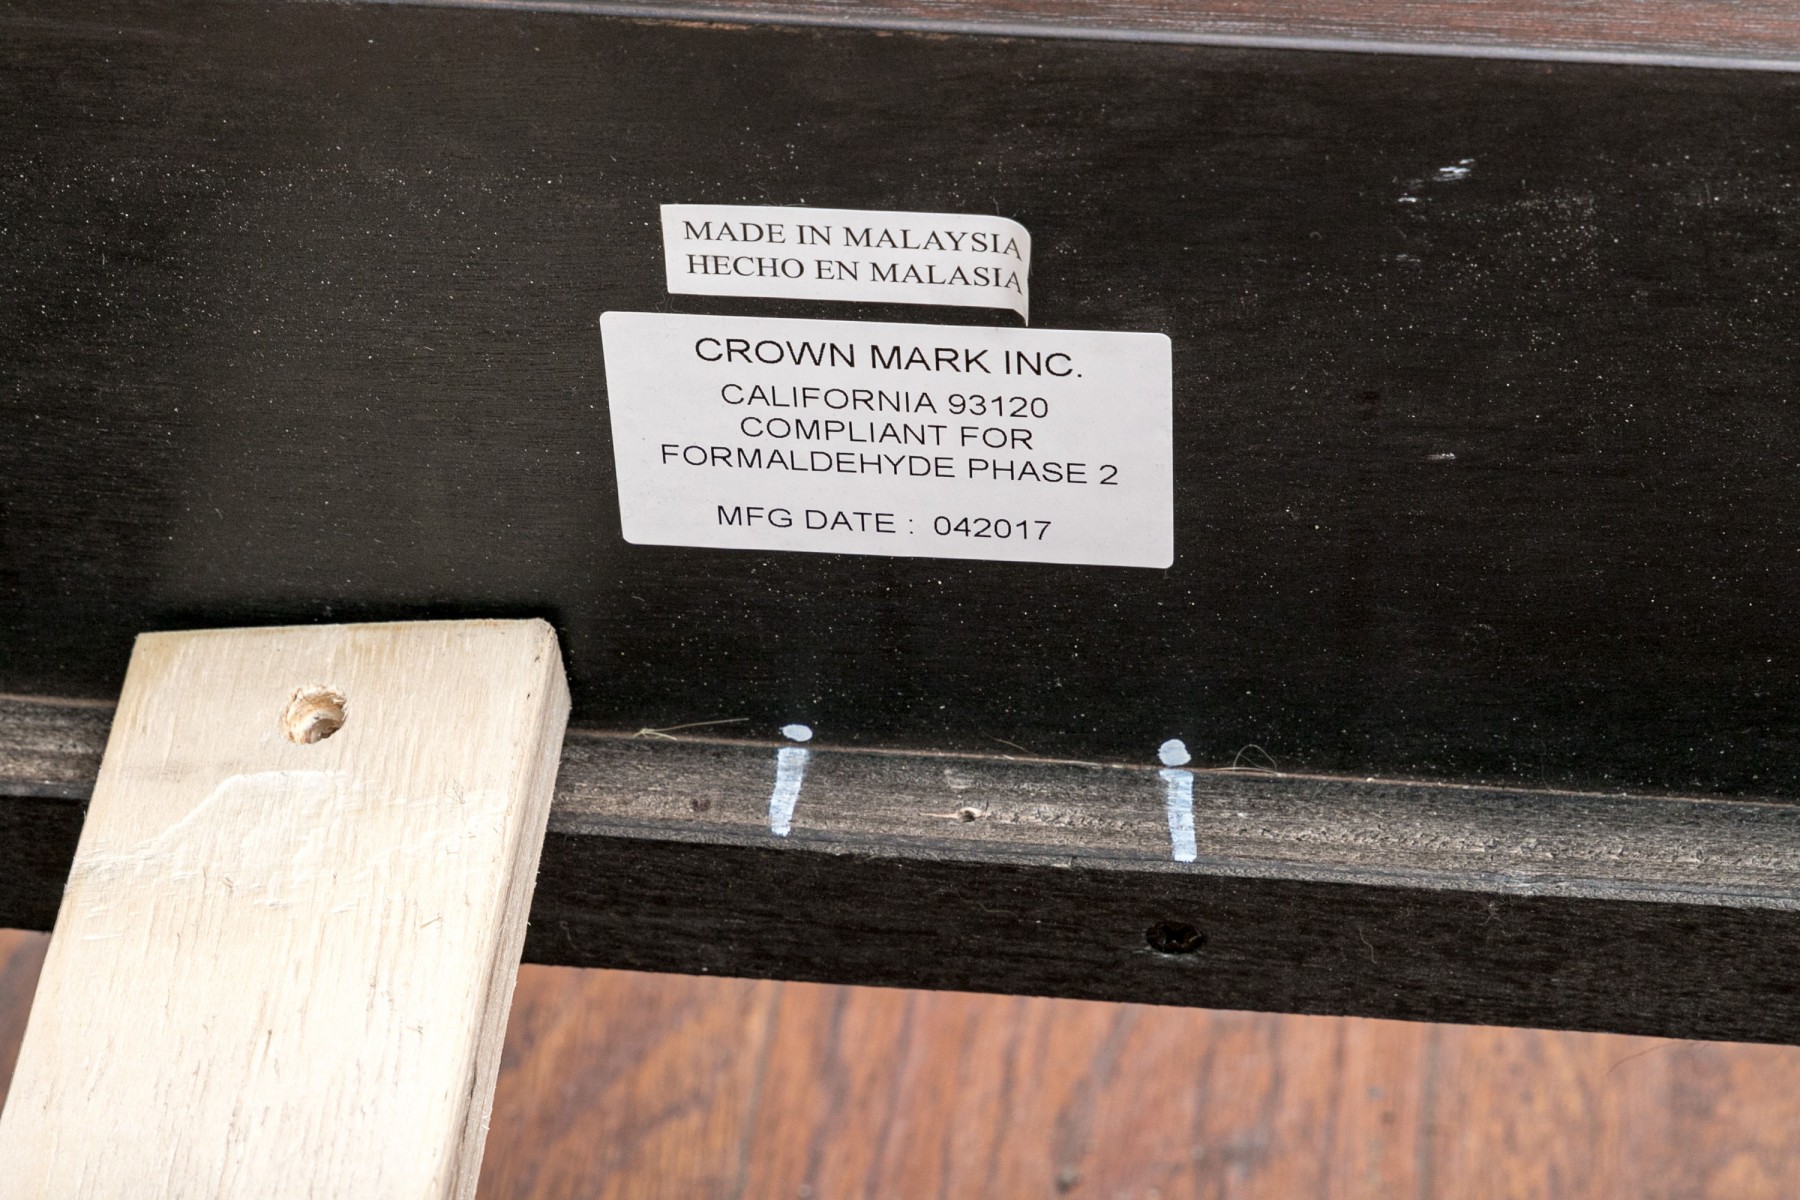 MADE IN MALAYSIA
HECHO EN MALASIA
CROWN MARK INC.
CALIFORNIA 93120
COMPLIANT FOR
FORMALDEHYDE PHASE 2
MFG DATE : 042017